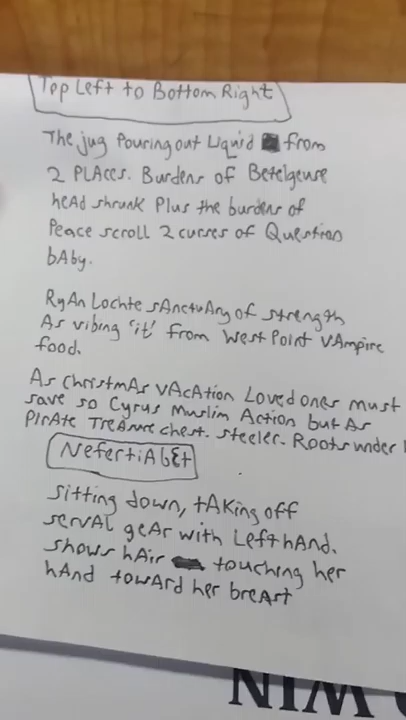 Top Left to Bottom Right
The jug Pouring out Liquid from
2 PLAces. Burdens of Betelgeuse
heAd shrunk Plus the burdens of
Peace scroll 2 curses of Question
bAby.
RyAn Lochte sAnctuAry of strength
As vibing 'it' from West Point VAmpire
food.
As ChristmAs VAcAtion Loved ones must
save so Cyrus Muslim Action but As
PirAte TreAsure chest. steeler. Roots under
NefertiAbEt
sitting down, tAking off
servAl geAr with LefthAnd.
shows hAir touching her
hAnd towArd her breAst
WIN